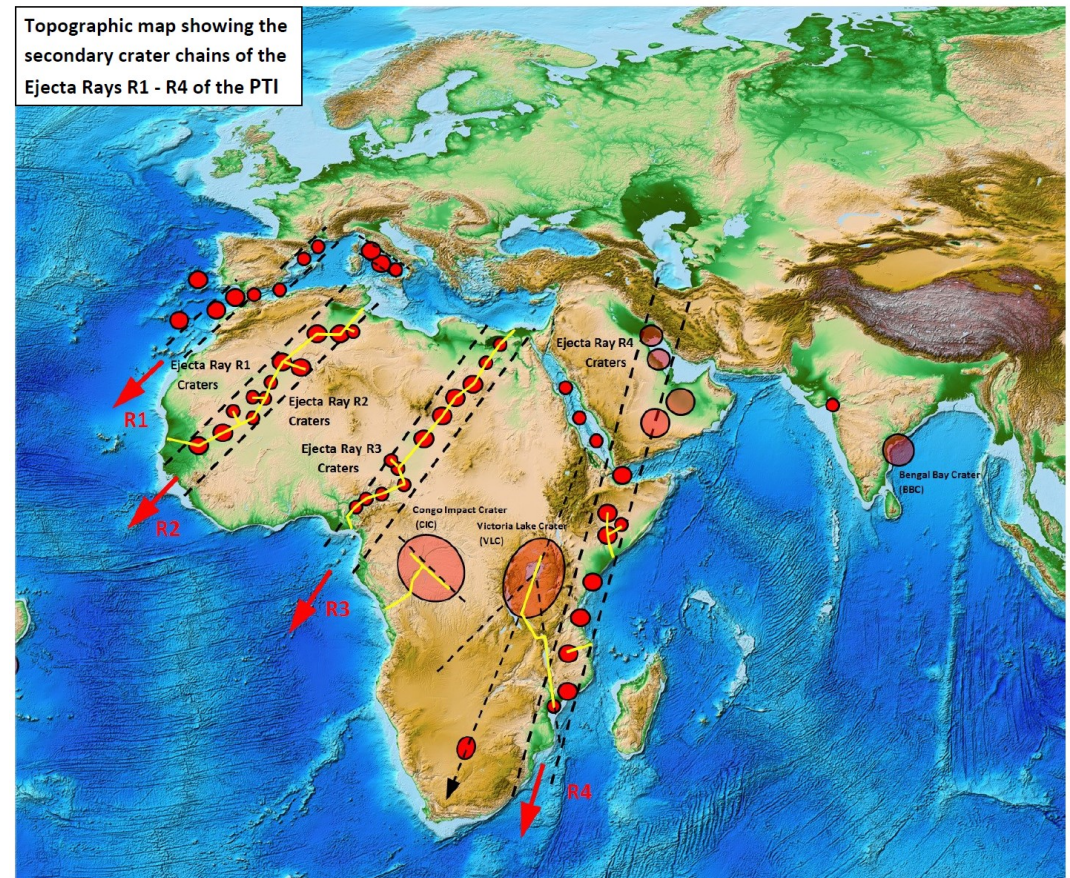 Topographic map showing the
secondary crater chains of the
Ejecta Rays R1 - R4 of the PTI
Ejecta Ray R4
Craters
Ejecta Ray R1
Craters
R1
Ejecta Ray R2
Craters
Ejecta Ray R3
Craters
Bengal Bay Crater
(BBC)
R2
Congo Impact Crater
(CIC)
Victoria Lake Crater
(VLC)
R3
R4